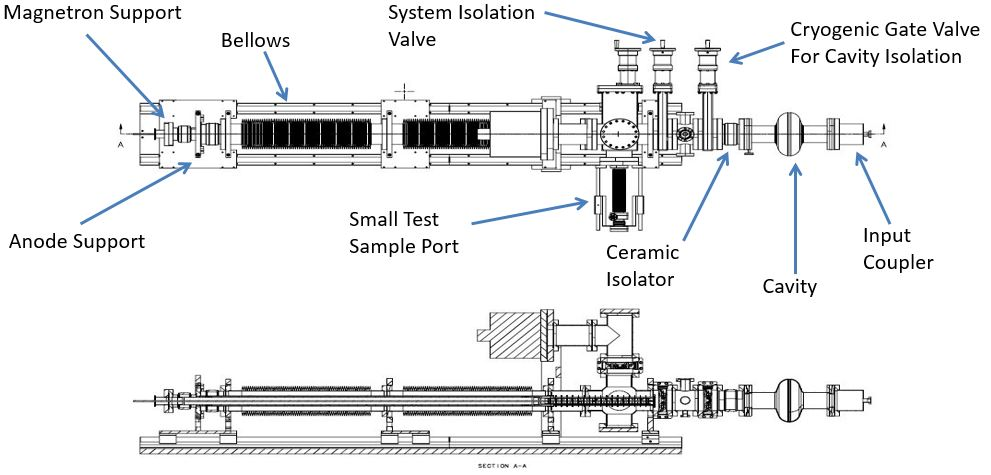 Magnetron Support
System Isolation
Valve
Cryogenic Gate Valve
For Cavity Isolation
Bellows
A
A
Anode Support
Small Test
Sample Port
Ceramic
Isolator
Input
Coupler
Cavity
SECTION A-A